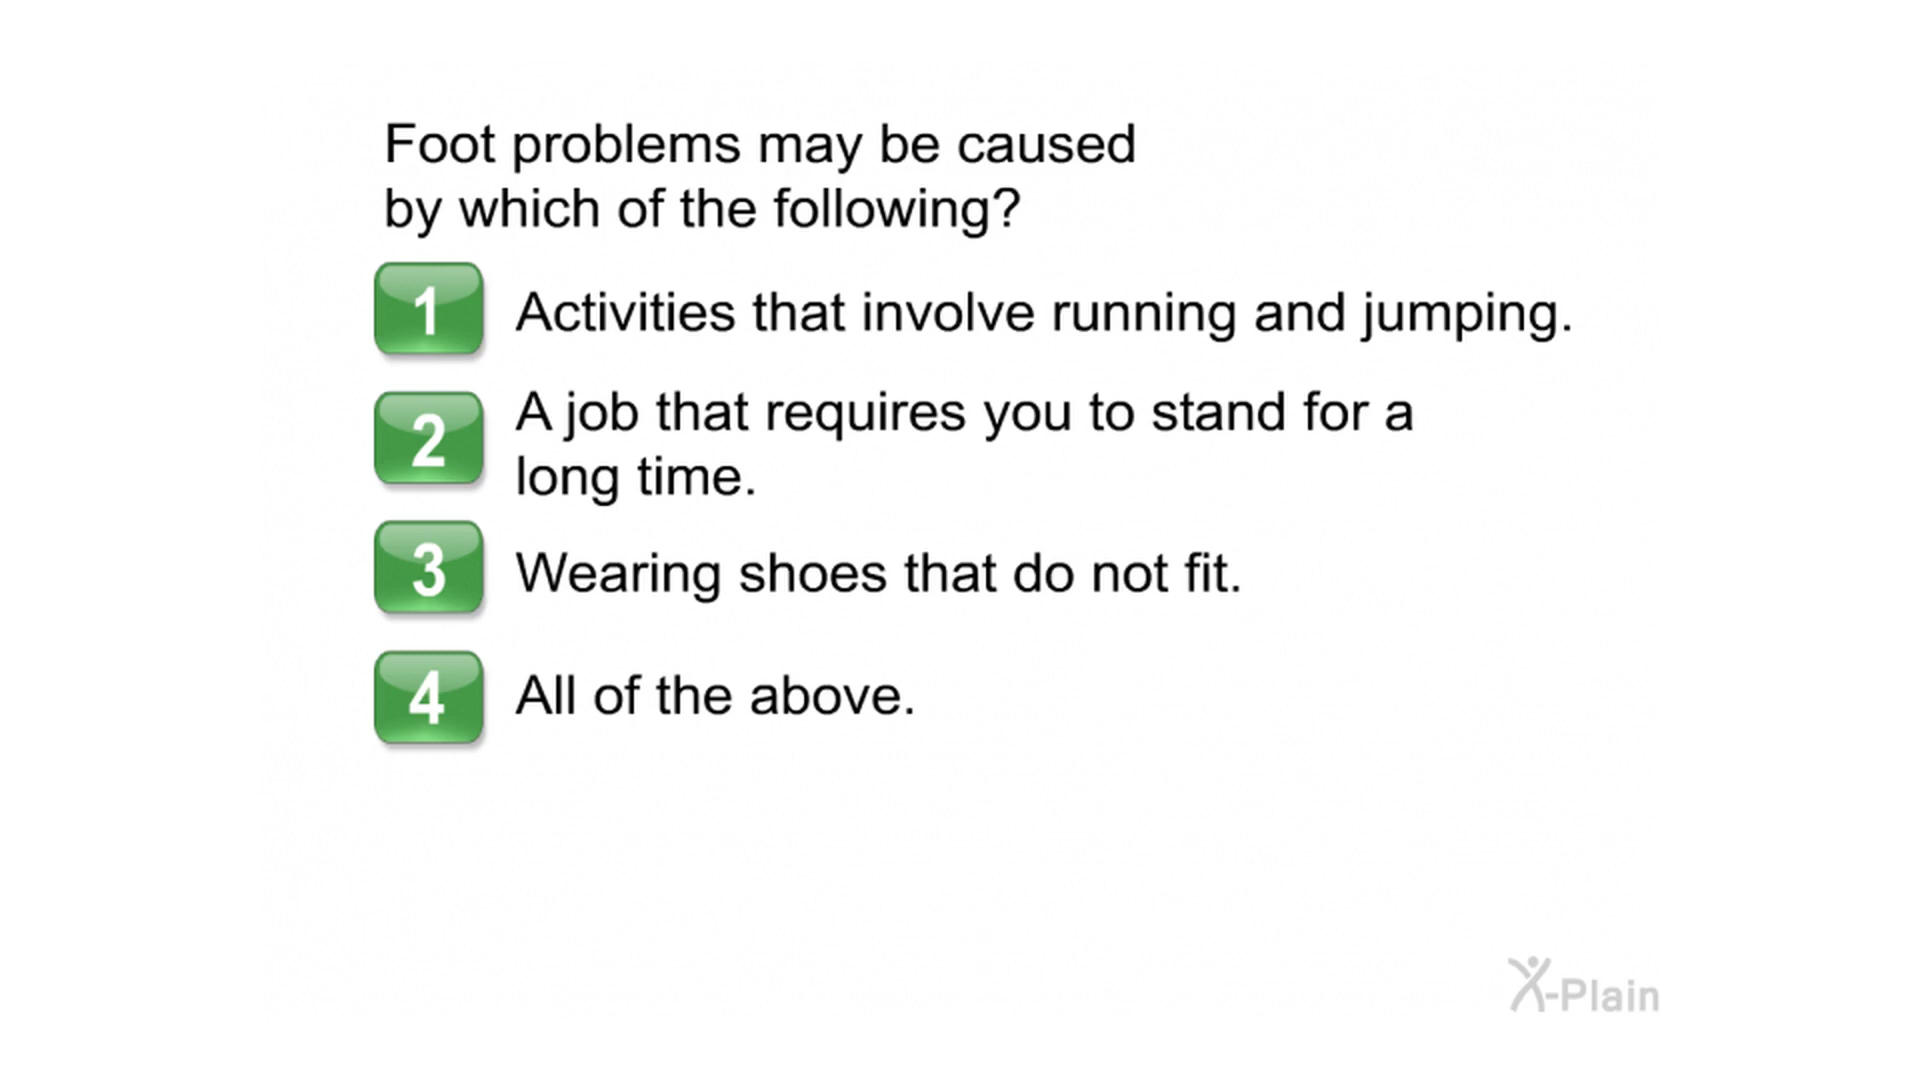 Foot problems may be caused
by which of the following?
1 Activities that involve running and jumping.
2 A job that requires you to stand for a
long time.
3 Wearing shoes that do not fit.
4 All of the above.
X-Plain